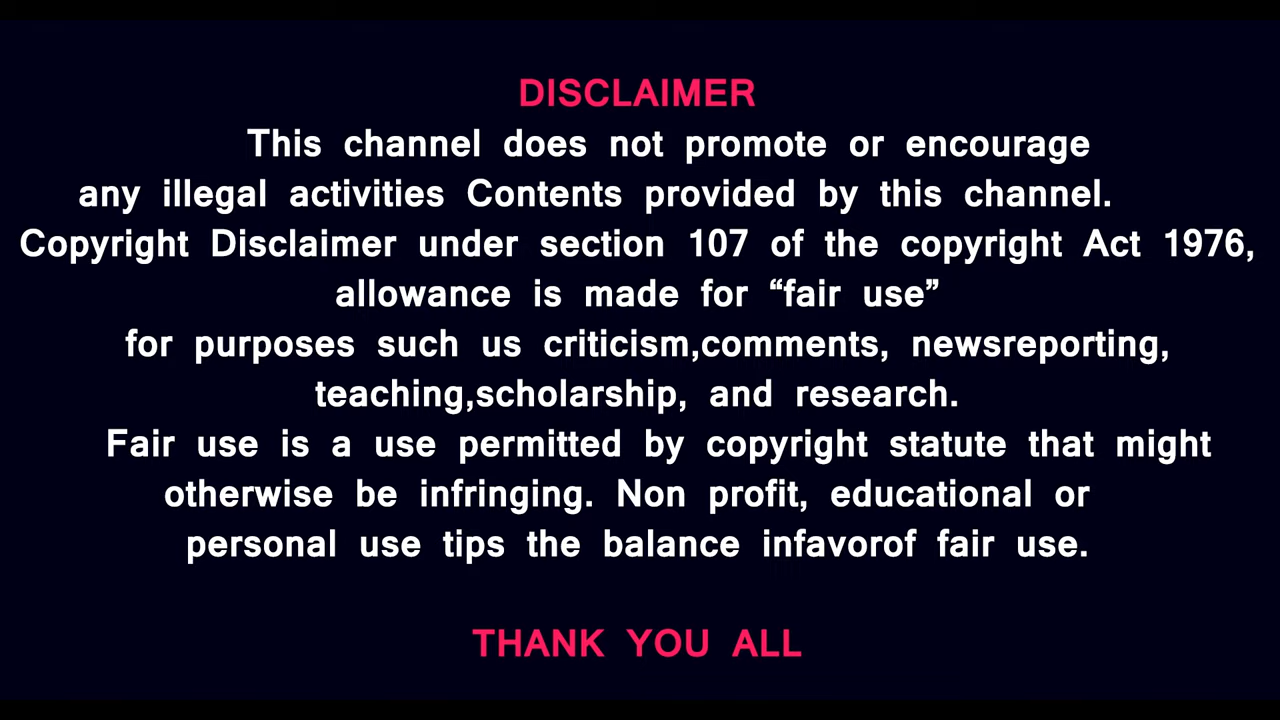 DISCLAIMER
This channel does not promote or encourage
any illegal activities Contents provided by this channel.
Copyright Disclaimer under section 107 of the copyright Act 1976,
allowance is made for “fair use”
for purposes such us criticism,comments, newsreporting,
teaching,scholarship, and research.
Fair use is a use permitted by copyright statute that might
otherwise be infringing. Non profit, educational or
personal use tips the balance infavorof fair use.
THANK YOU ALL